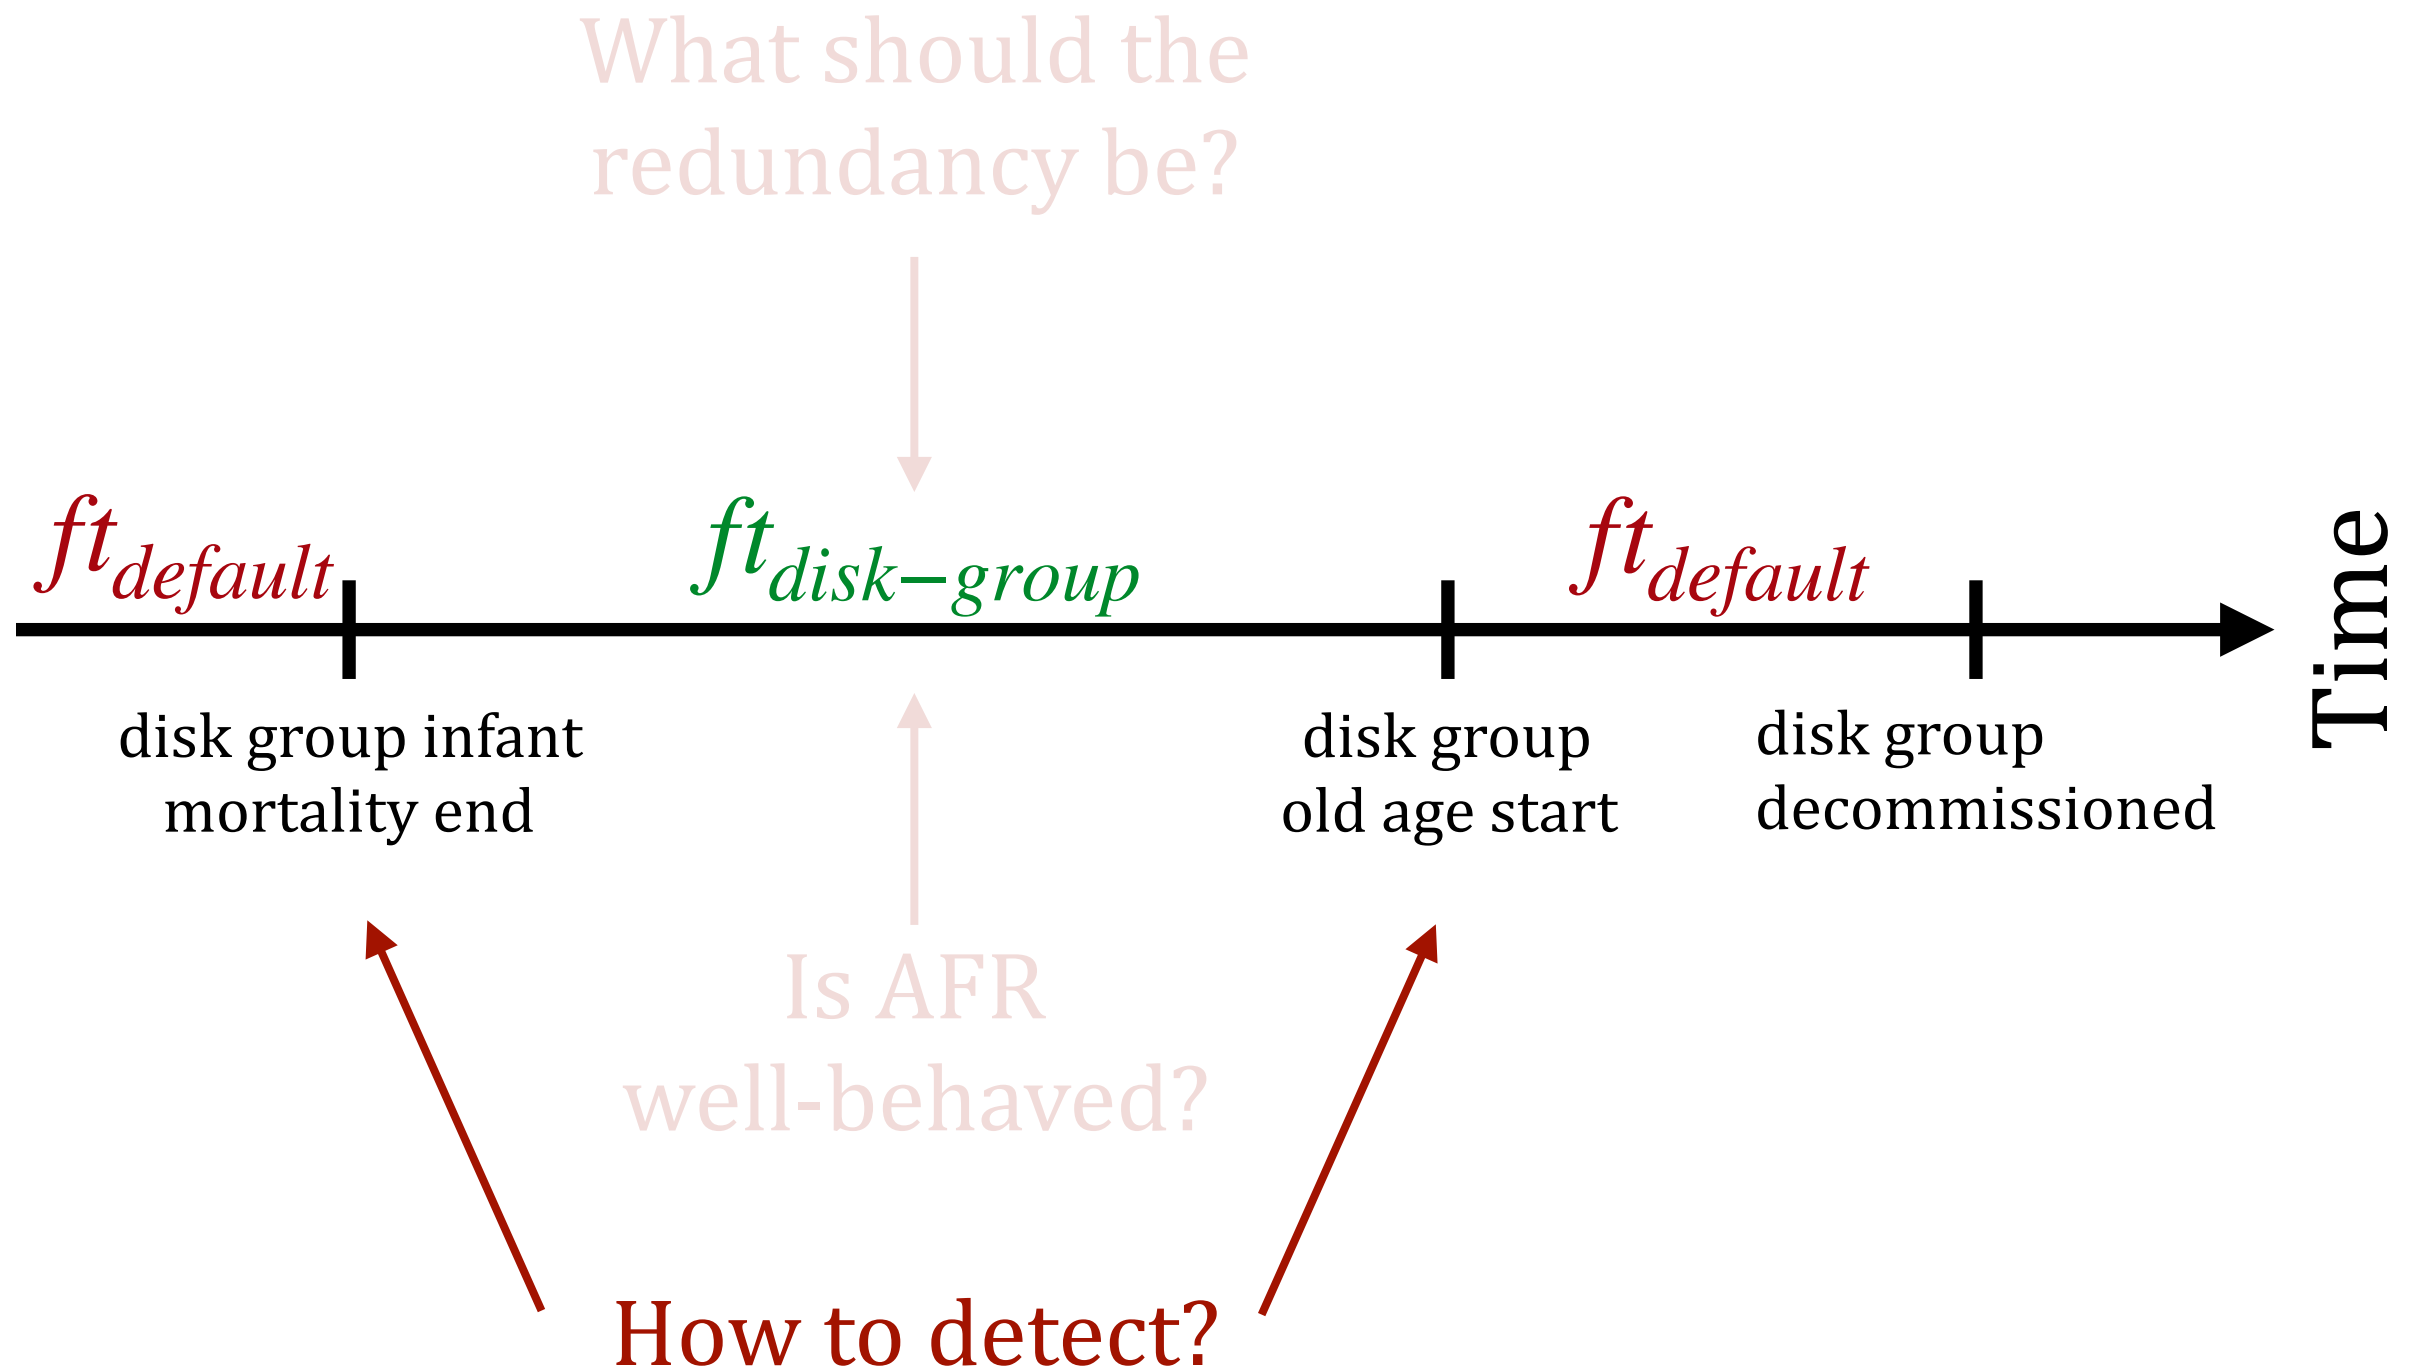 What should the
redundancy be?
ft_default
ft_disk−group
ft_default
Time
disk group infant
mortality end
disk group
old age start
disk group
decommissioned
Is AFR
well-behaved?
How to detect?